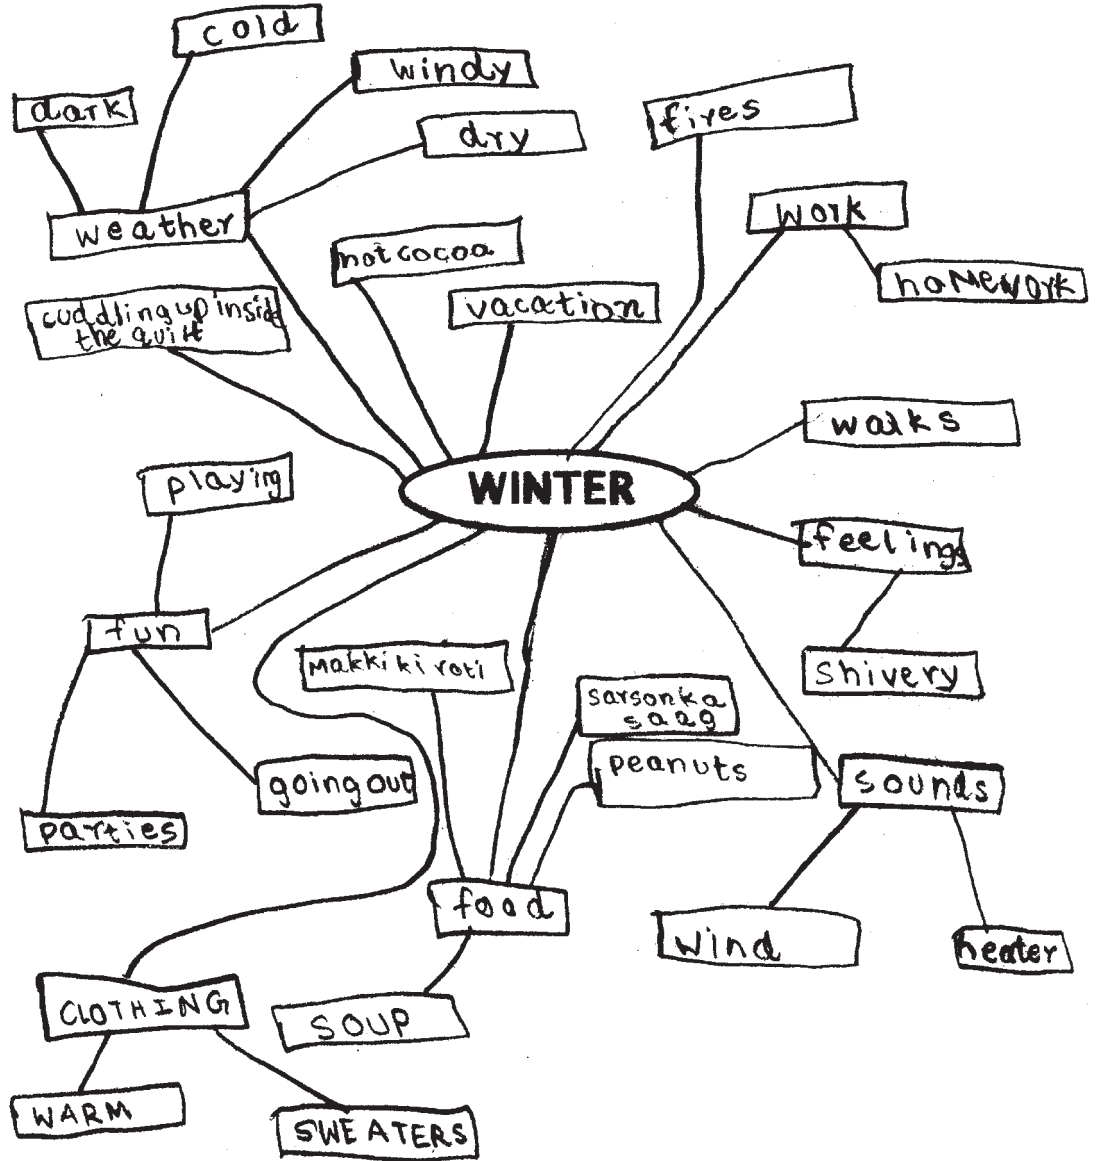 cold
windy
dark
dry
fires
weather
work
hotcocoa
homework
vacation
cuddling up inside
the quilt
walks
playing
WINTER
feelings
fun
Makki ki roti
shivery
sarson ka
saag
peanuts
going out
sounds
parties
food
wind
heater
CLOTHING
SOUP
WARM
SWEATERS